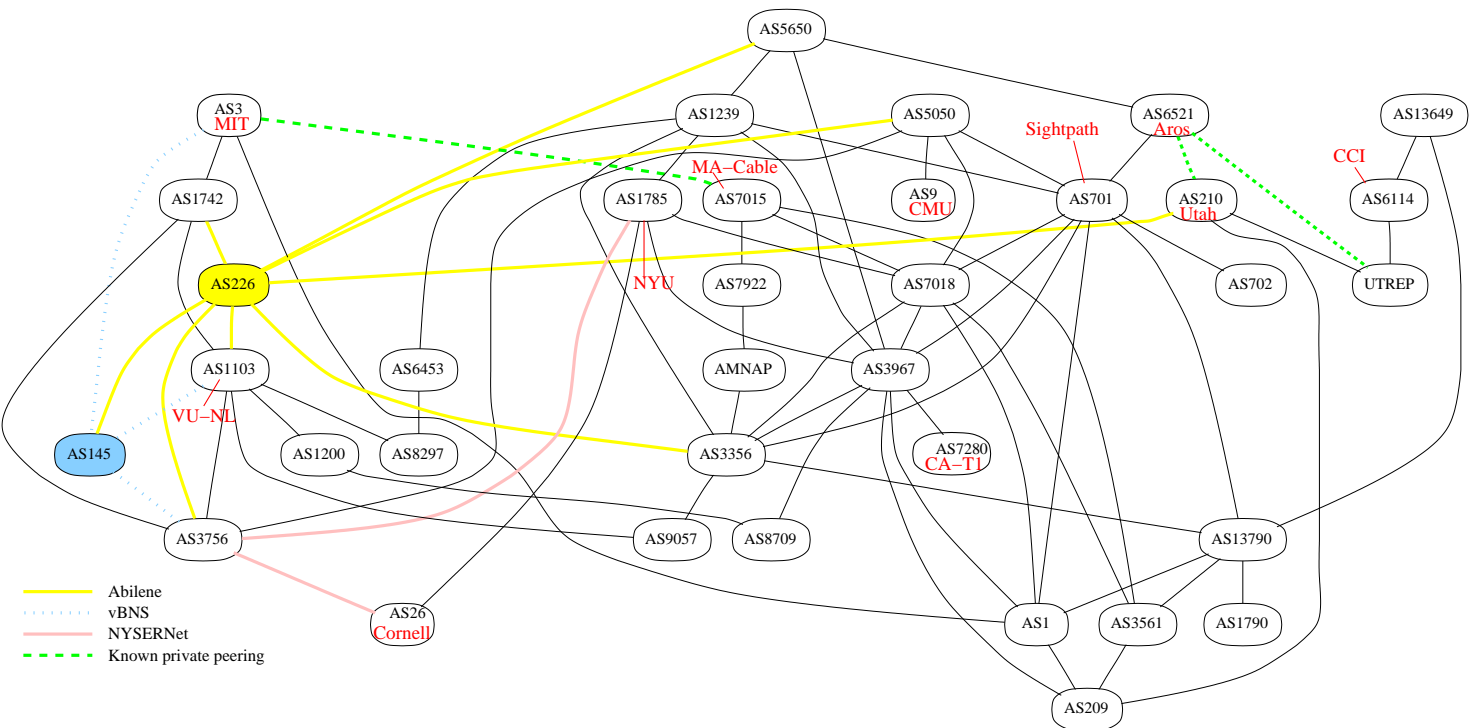 AS5650
AS3
MIT
AS1239
AS5050
AS6521
Aros
AS13649
Sightpath
CCI
MA−Cable
AS1742
AS1785
AS7015
AS9
CMU
AS701
AS210
Utah
AS6114
AS226
NYU
AS7922
AS7018
AS702
UTREP
AS1103
VU−NL
AS6453
AMNAP
AS3967
AS145
AS1200
AS8297
AS3356
AS7280
CA−T1
AS3756
AS9057
AS8709
AS13790
Abilene
vBNS
NYSERNet
Known private peering
AS26
Cornell
AS1
AS3561
AS1790
AS209